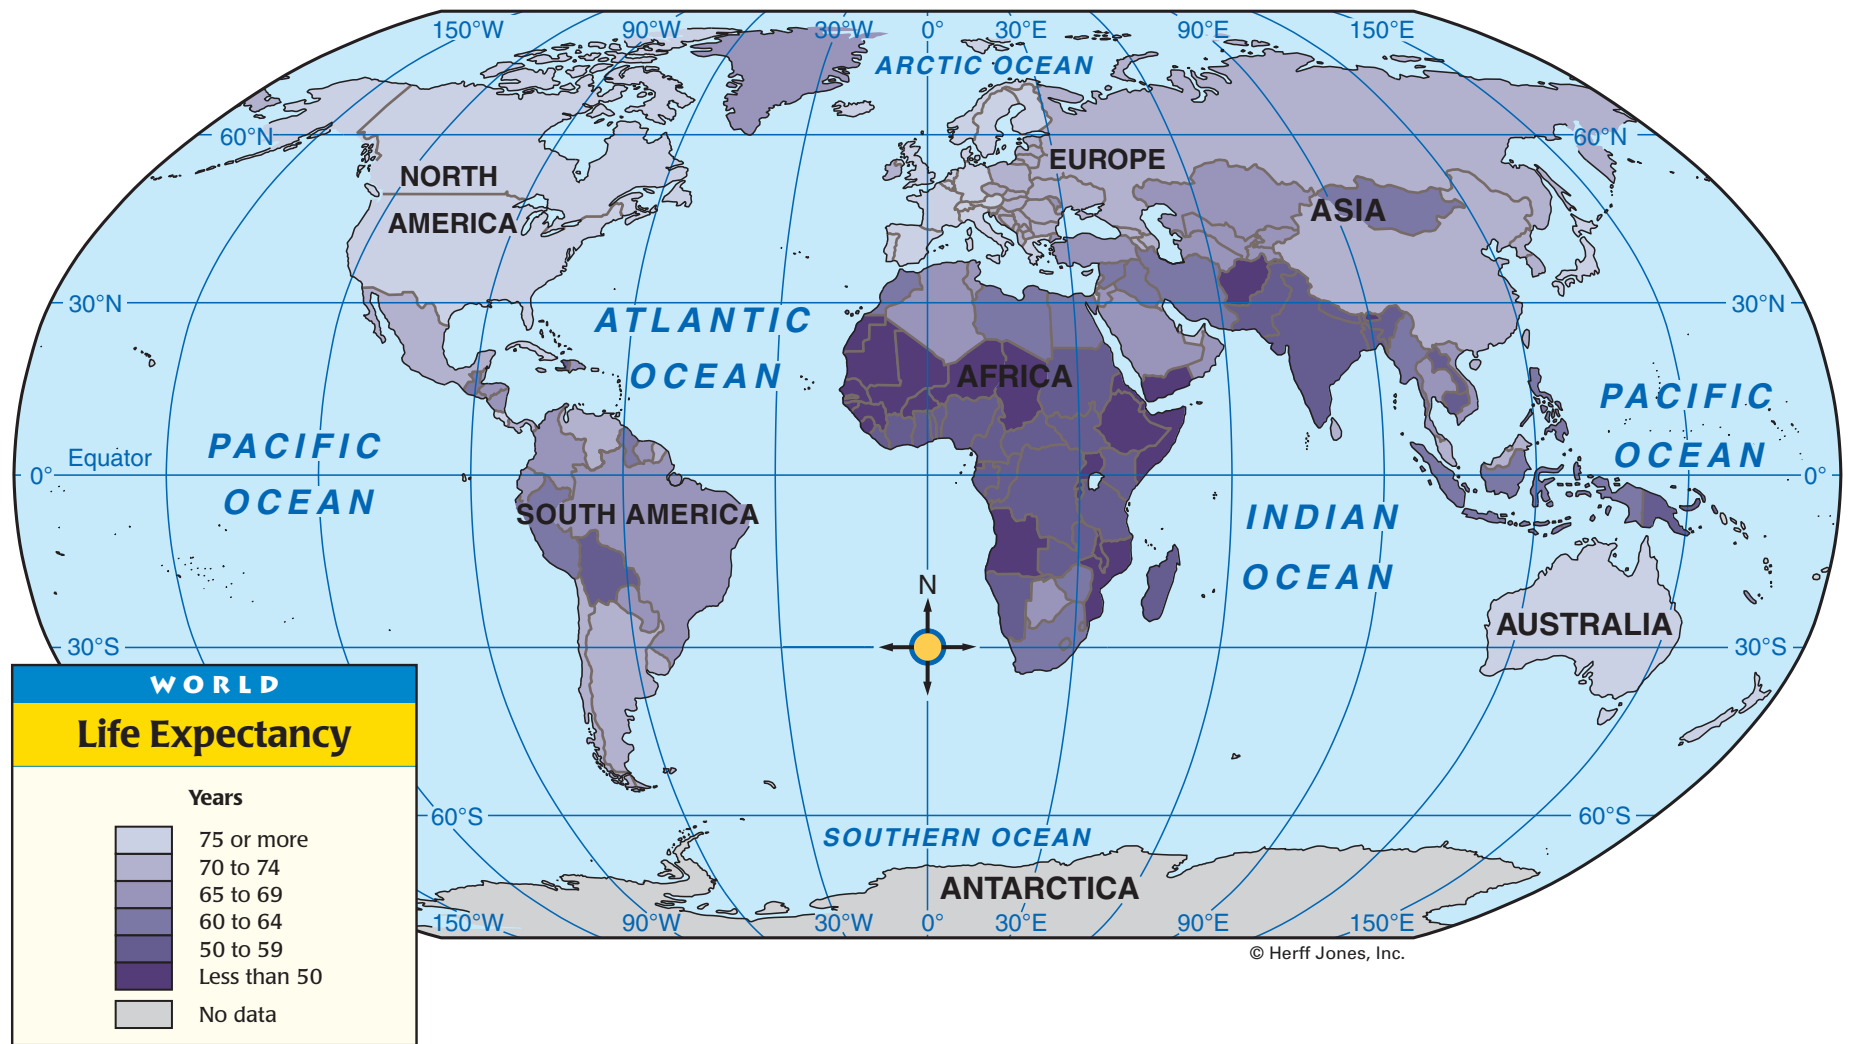 150°W 90°W 30°W 0° 30°E 90°E 150°E
ARCTIC OCEAN
60°N 60°N
EUROPE
NORTH
AMERICA
ASIA
30°N 30°N
ATLANTIC
OCEAN
AFRICA
PACIFIC
OCEAN
PACIFIC
OCEAN
Equator
0° 0°
SOUTH AMERICA
INDIAN
OCEAN
N
AUSTRALIA
30°S 30°S
WORLD
Life Expectancy
Years
75 or more
70 to 74
65 to 69
60 to 64
50 to 59
Less than 50
No data
60°S 60°S
SOUTHERN OCEAN
ANTARCTICA
150°W 90°W 30°W 0° 30°E 90°E 150°E
© Herff Jones, Inc.